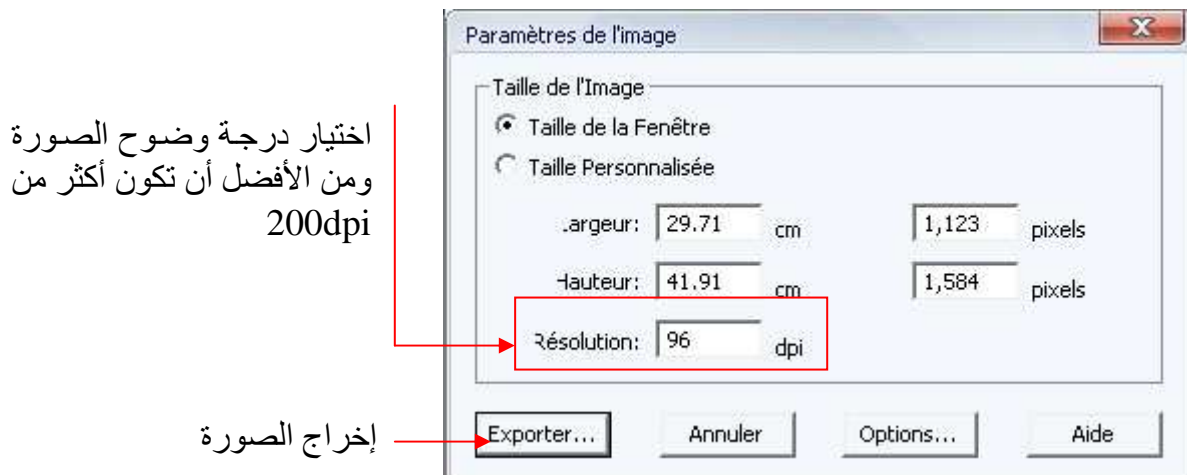 Paramètres de l'image
Taille de l'Image
Taille de la Fenêtre
Taille Personnalisée
.argeur: 29.71 cm 1,123 pixels
Hauteur: 41.91 cm 1,584 pixels
Résolution: 96 dpi
Exporter... Annuler Options... Aide
اختيار درجة وضوح الصورة
ومن الأفضل أن تكون أكثر من
200dpi
إخراج الصورة